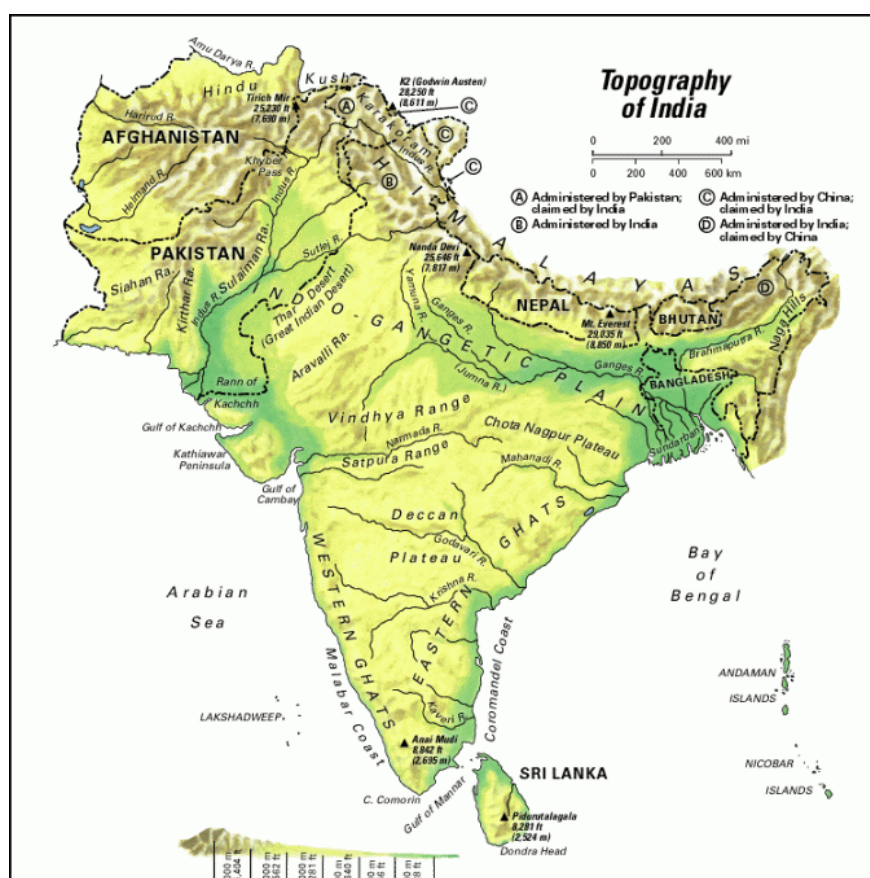 Topography
of India
0 200 400 mi
0 200 400 600 km
Ⓐ Administered by Pakistan;
claimed by India
Ⓑ Administered by India
Ⓒ Administered by China;
claimed by India
Ⓓ Administered by India;
claimed by China
Amu Darya R.
Hindu Kush
K2 (Godwin Austen)
28,250 ft
(8,611 m)
Tirich Mir
25,230 ft
(7,690 m)
Ⓐ
Ⓒ
Ⓒ
Ⓒ
Ⓑ
Karakoram
Indus R.
Harirud R.
AFGHANISTAN
Khyber
Pass
Helmand R.
Indus R.
HIMALAYAS
PAKISTAN
Sulaiman Ra.
Sutlej R.
Nanda Devi
25,646 ft
(7,817 m)
Siahan Ra.
Kirthar Ra.
Indus R.
Thar Desert
(Great Indian Desert)
INDO-GANGETIC PLAIN
Yamuna R.
Ganges R.
(Jumna R.)
NEPAL
Mt. Everest
29,035 ft
(8,850 m)
BHUTAN
Ⓓ
Naga Hills
Brahmaputra R.
Ganges R.
BANGLADESH
Sundarbans
Aravalli Ra.
Rann of
Kachchh
Gulf of Kachchh
Kathiawar
Peninsula
Gulf of
Cambay
Vindhya Range
Narmada R.
Satpura Range
Chota Nagpur Plateau
Mahanadi R.
Deccan
Plateau
Godavari R.
Krishna R.
EASTERN GHATS
WESTERN GHATS
Malabar Coast
Coromandel Coast
Kaveri R.
Arabian
Sea
Bay
of
Bengal
LAKSHADWEEP
ANDAMAN
ISLANDS
NICOBAR
ISLANDS
Anai Mudi
8,842 ft
(2,695 m)
C. Comorin
Gulf of Mannar
SRI LANKA
Pidurutalagala
8,281 ft
(2,524 m)
Dondra Head